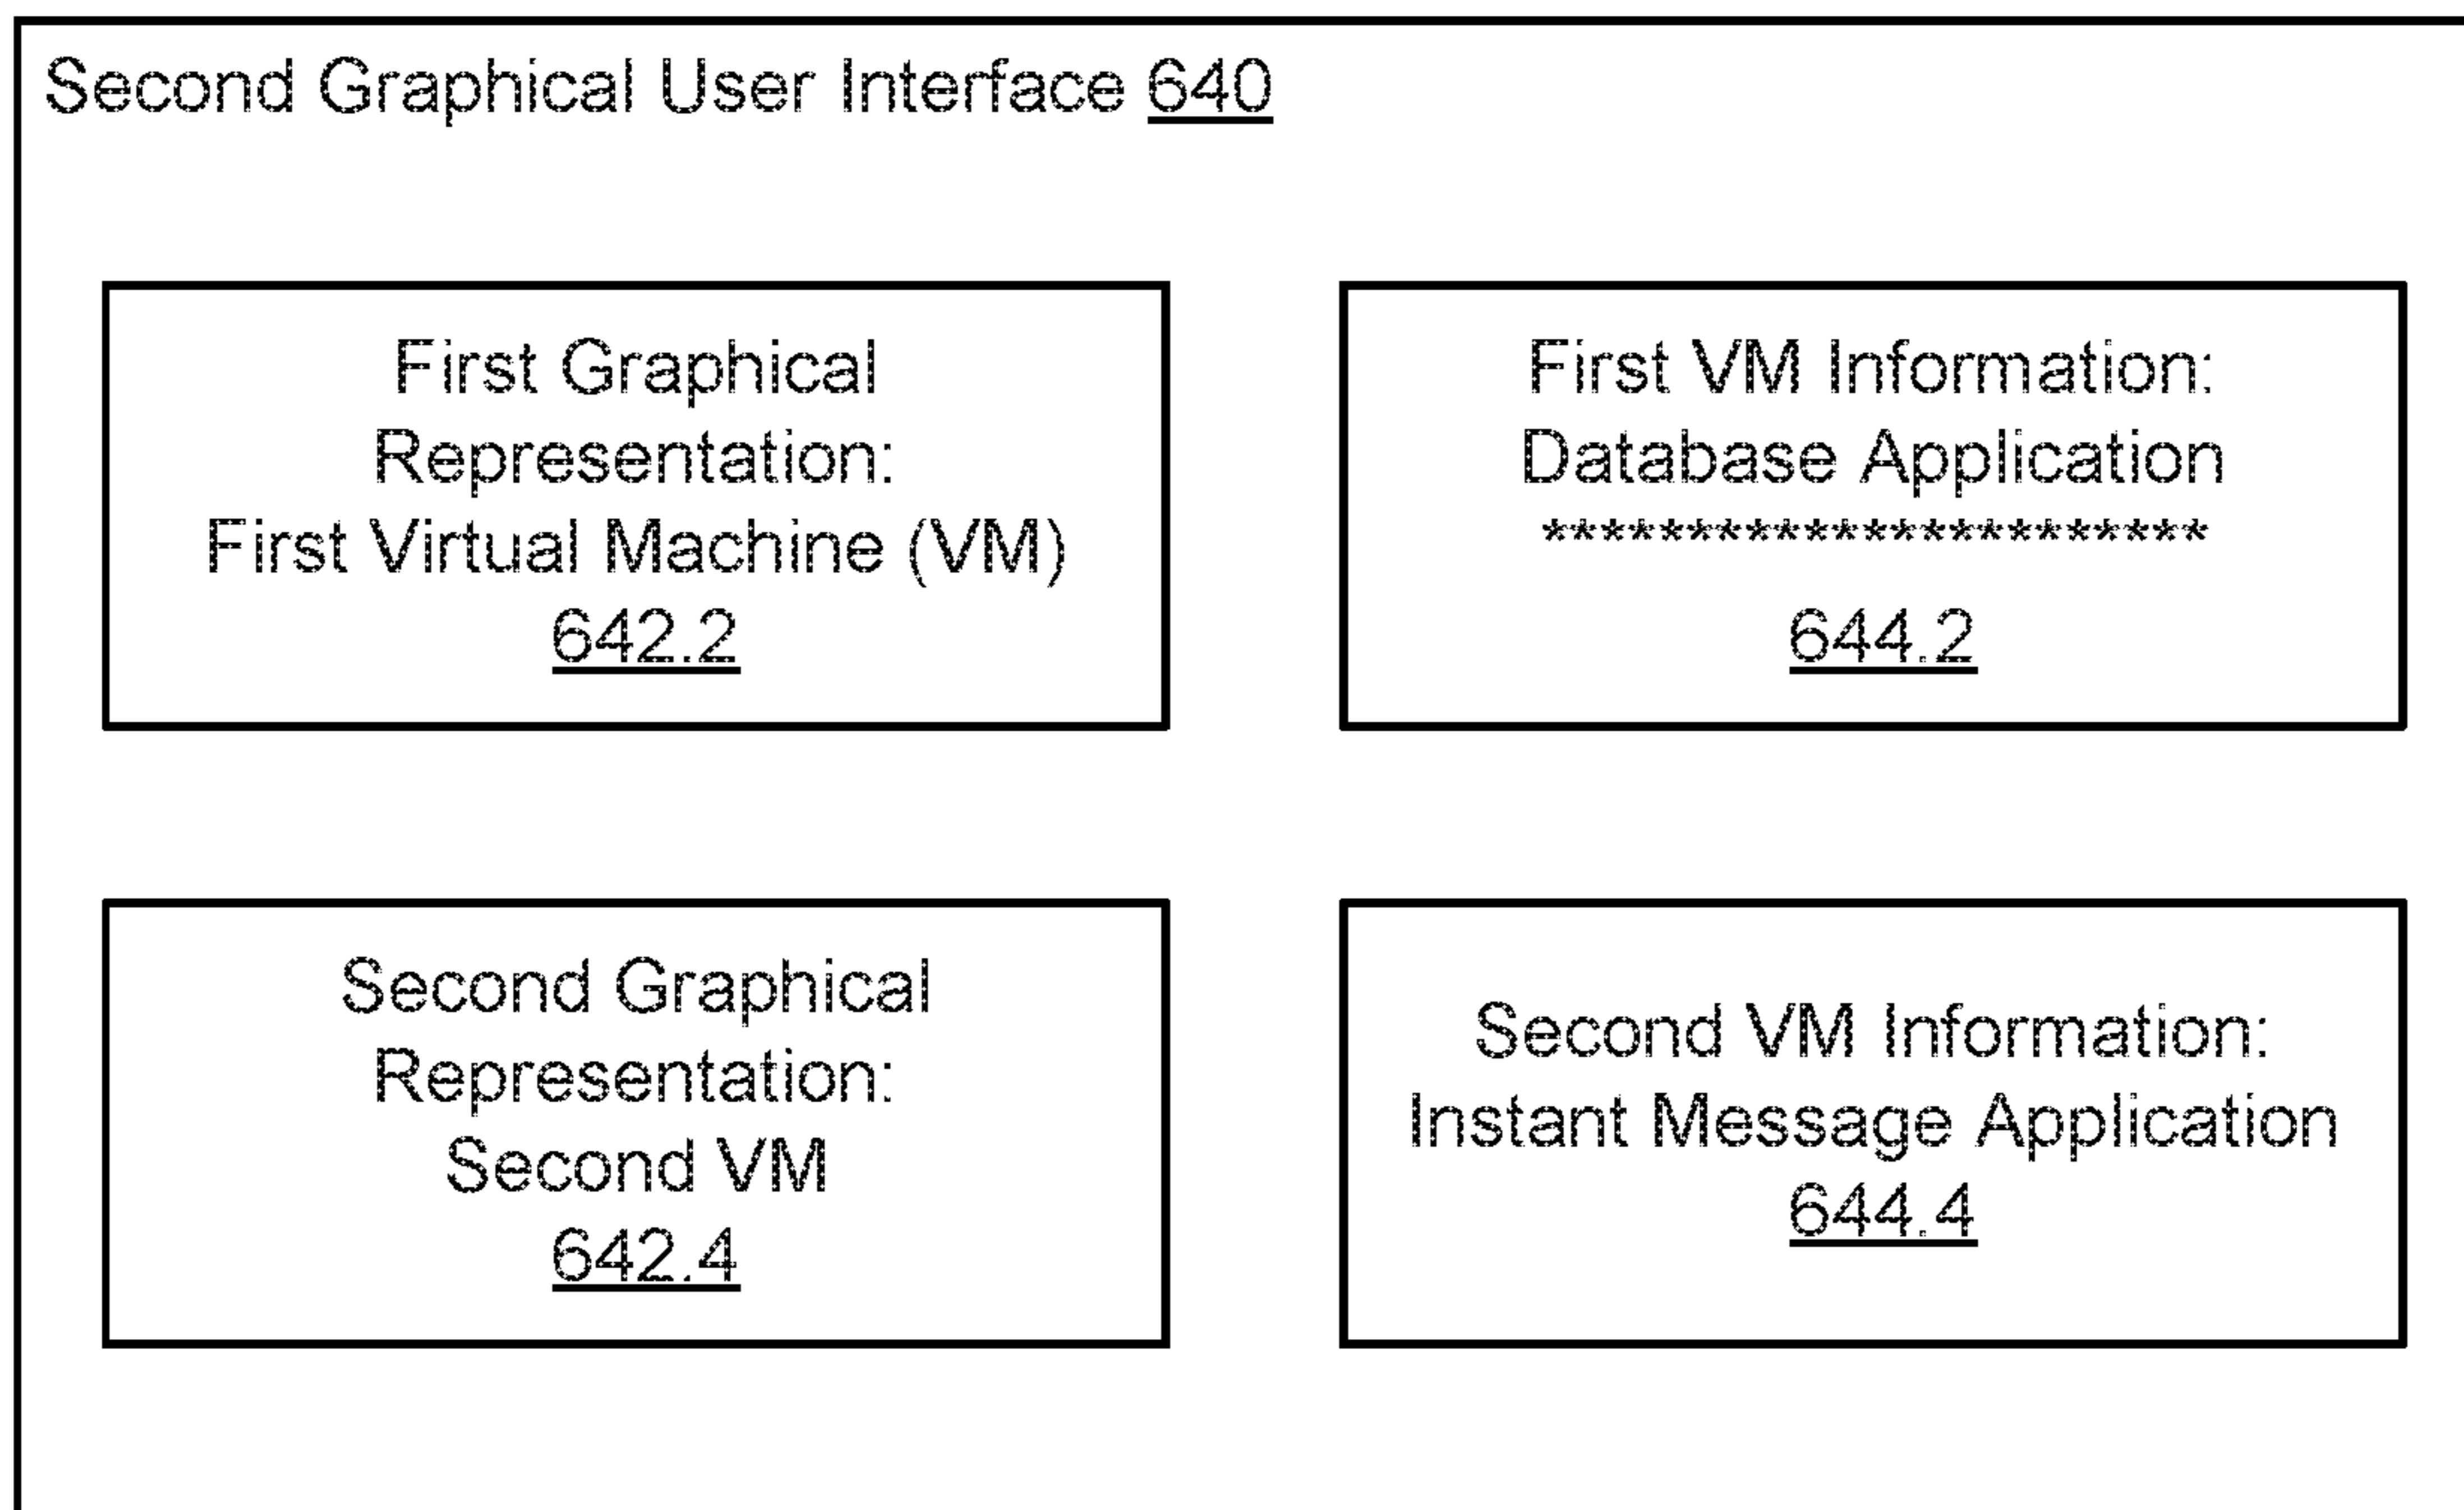 Second Graphical User Interface 640
First Graphical
Representation:
First Virtual Machine (VM)
642.2
First VM Information:
Database Application
***********************
644.2
Second Graphical
Representation:
Second VM
642.4
Second VM Information:
Instant Message Application
644.4